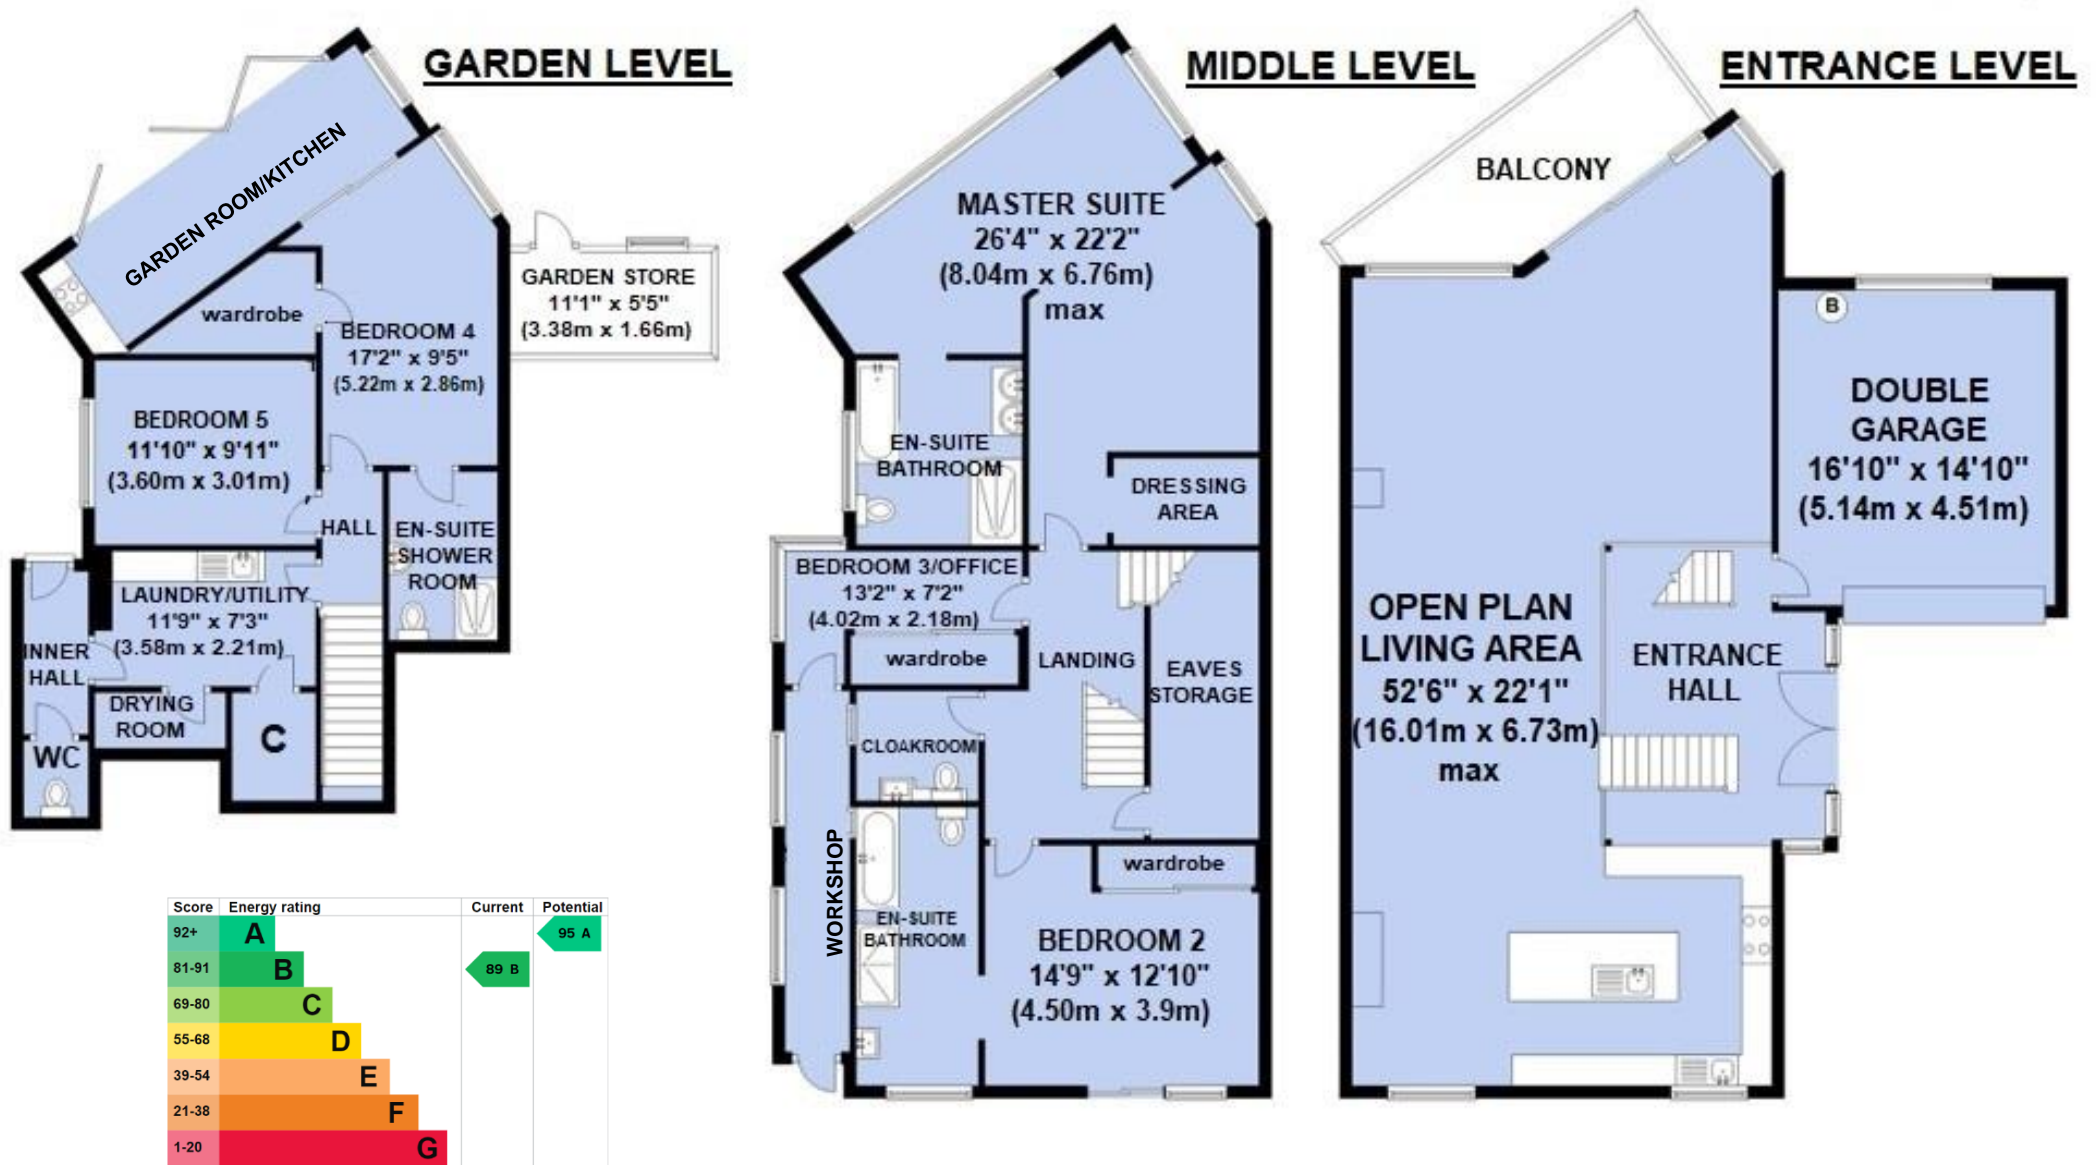 GARDEN LEVEL
GARDEN ROOM/KITCHEN
wardrobe
BEDROOM 4
17'2" x 9'5"
(5.22m x 2.86m)
GARDEN STORE
11'1" x 5'5"
(3.38m x 1.66m)
BEDROOM 5
11'10" x 9'11"
(3.60m x 3.01m)
HALL
EN-SUITE
SHOWER
ROOM
LAUNDRY/UTILITY
11'9" x 7'3"
(3.58m x 2.21m)
INNER
HALL
DRYING
ROOM
C
WC
MIDDLE LEVEL
MASTER SUITE
26'4" x 22'2"
(8.04m x 6.76m)
max
EN-SUITE
BATHROOM
DRESSING
AREA
BEDROOM 3/OFFICE
13'2" x 7'2"
(4.02m x 2.18m)
wardrobe
LANDING
EAVES
STORAGE
CLOAKROOM
WORKSHOP
wardrobe
EN-SUITE
BATHROOM
BEDROOM 2
14'9" x 12'10"
(4.50m x 3.9m)
ENTRANCE LEVEL
BALCONY
B
DOUBLE
GARAGE
16'10" x 14'10"
(5.14m x 4.51m)
OPEN PLAN
LIVING AREA
52'6" x 22'1"
(16.01m x 6.73m)
max
ENTRANCE
HALL
Score Energy rating Current Potential
92+ A 95 A
81-91 B 89 B
69-80 C
55-68 D
39-54 E
21-38 F
1-20 G